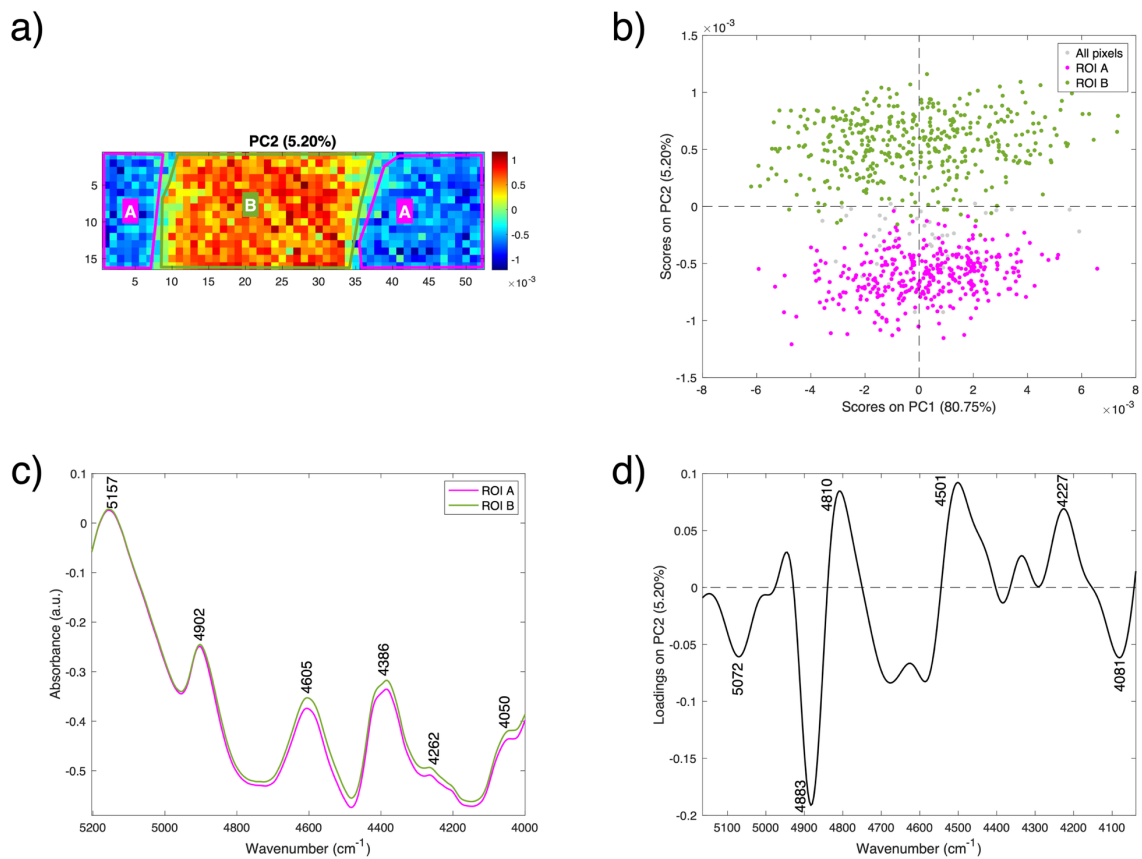 a)
PC2 (5.20%)
5
10
15
A
B
A
1
0.5
0
-0.5
-1
5 10 15 20 25 30 35 40 45 50
× 10⁻³
b)
× 10⁻³
1.5
1
0.5
0
-0.5
-1
-1.5
Scores on PC2 (5.20%)
All pixels
ROI A
ROI B
-8 -6 -4 -2 0 2 4 6 8
Scores on PC1 (80.75%)
× 10⁻³
c)
0.1
0
-0.1
-0.2
-0.3
-0.4
-0.5
Absorbance (a.u.)
5157
4902
4605
4386
4262
4050
ROI A
ROI B
5200 5000 4800 4600 4400 4200 4000
Wavenumber (cm⁻¹)
d)
0.1
0.05
0
-0.05
-0.1
-0.15
-0.2
Loadings on PC2 (5.20%)
5072
4883
4810
4501
4227
4081
5100 5000 4900 4800 4700 4600 4500 4400 4300 4200 4100
Wavenumber (cm⁻¹)